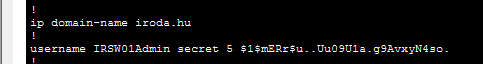 !
ip domain-name iroda.hu
!
username IRSW01Admin secret 5 $1$mERr$u..Uu09U1a.g9AvxyN4so.
!